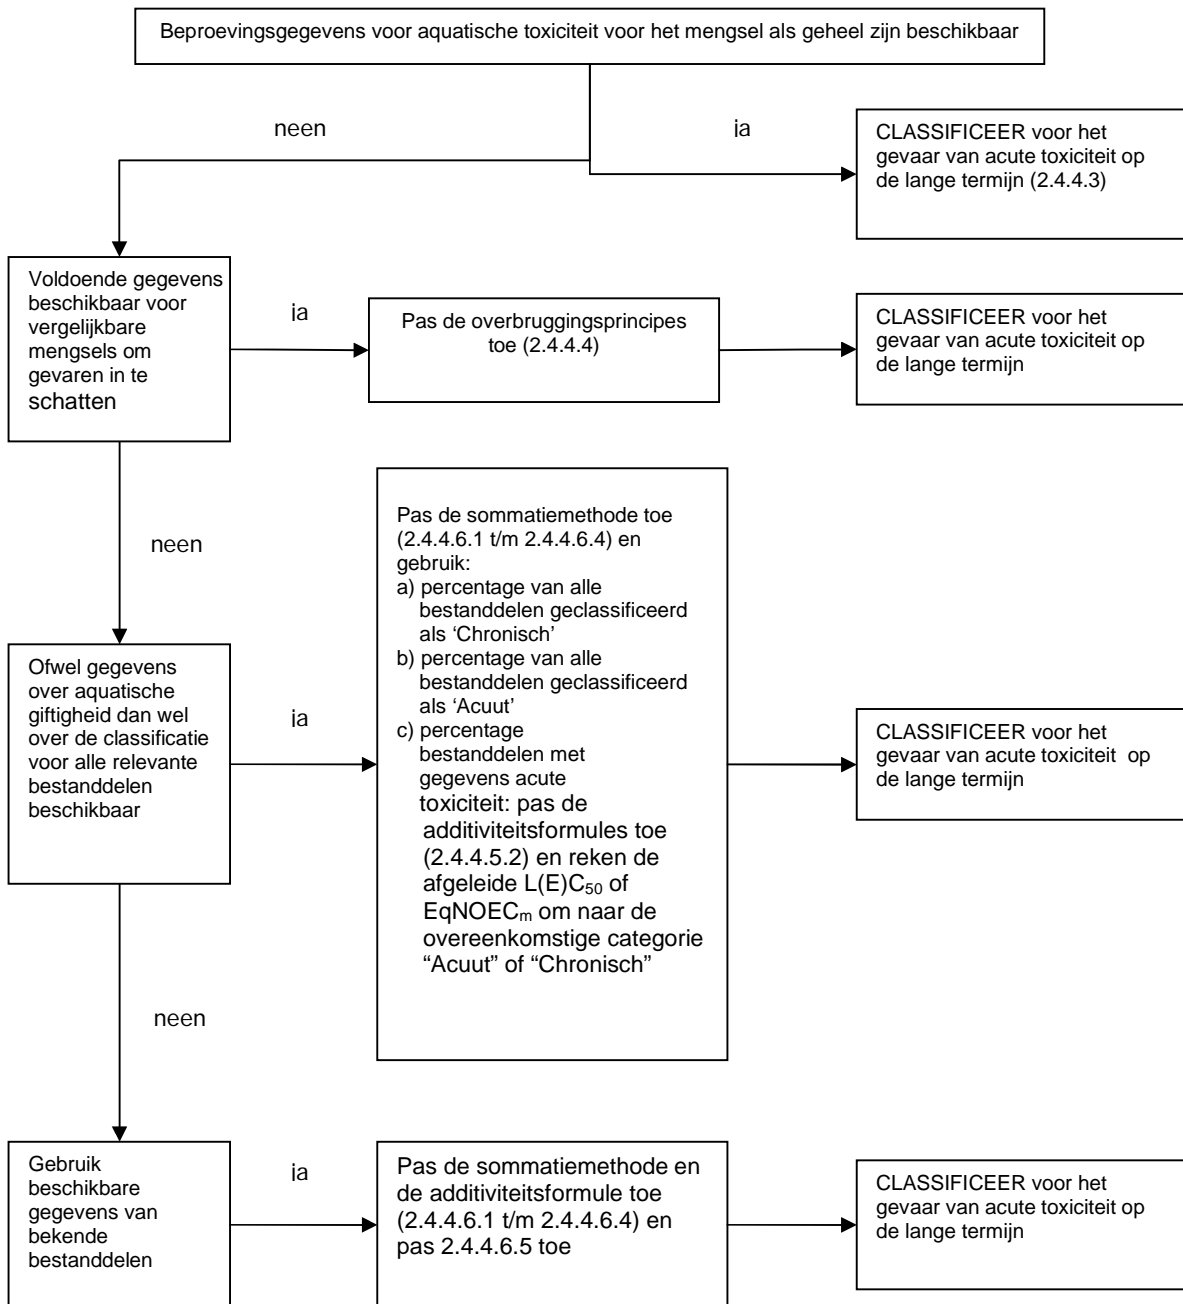 Beproevingsgegevens voor aquatische toxiciteit voor het mengsel als geheel zijn beschikbaar
neen
ja
CLASSIFICEER voor het
gevaar van acute toxiciteit op
de lange termijn (2.4.4.3)
Voldoende gegevens
beschikbaar voor
vergelijkbare
mengsels om
gevaren in te
schatten
ja
Pas de overbruggingsprincipes
toe (2.4.4.4)
CLASSIFICEER voor het
gevaar van acute toxiciteit op
de lange termijn
neen
Pas de sommatiemethode toe
(2.4.4.6.1 t/m 2.4.4.6.4) en
gebruik:
a) percentage van alle
bestanddelen geclassificeerd
als ‘Chronisch’
b) percentage van alle
bestanddelen geclassificeerd
als ‘Acuut’
c) percentage
bestanddelen met
gegevens acute
toxiciteit: pas de
additiviteitsformules toe
(2.4.4.5.2) en reken de
afgeleide L(E)C₅₀ of
EqNOECₘ om naar de
overeenkomstige categorie
“Acuut” of “Chronisch”
Ofwel gegevens
over aquatische
giftigheid dan wel
over de classificatie
voor alle relevante
bestanddelen
beschikbaar
ja
CLASSIFICEER voor het
gevaar van acute toxiciteit op
de lange termijn
neen
Gebruik
beschikbare
gegevens van
bekende
bestanddelen
ja
Pas de sommatiemethode en
de additiviteitsformule toe
(2.4.4.6.1 t/m 2.4.4.6.4) en
pas 2.4.4.6.5 toe
CLASSIFICEER voor het
gevaar van acute toxiciteit op
de lange termijn